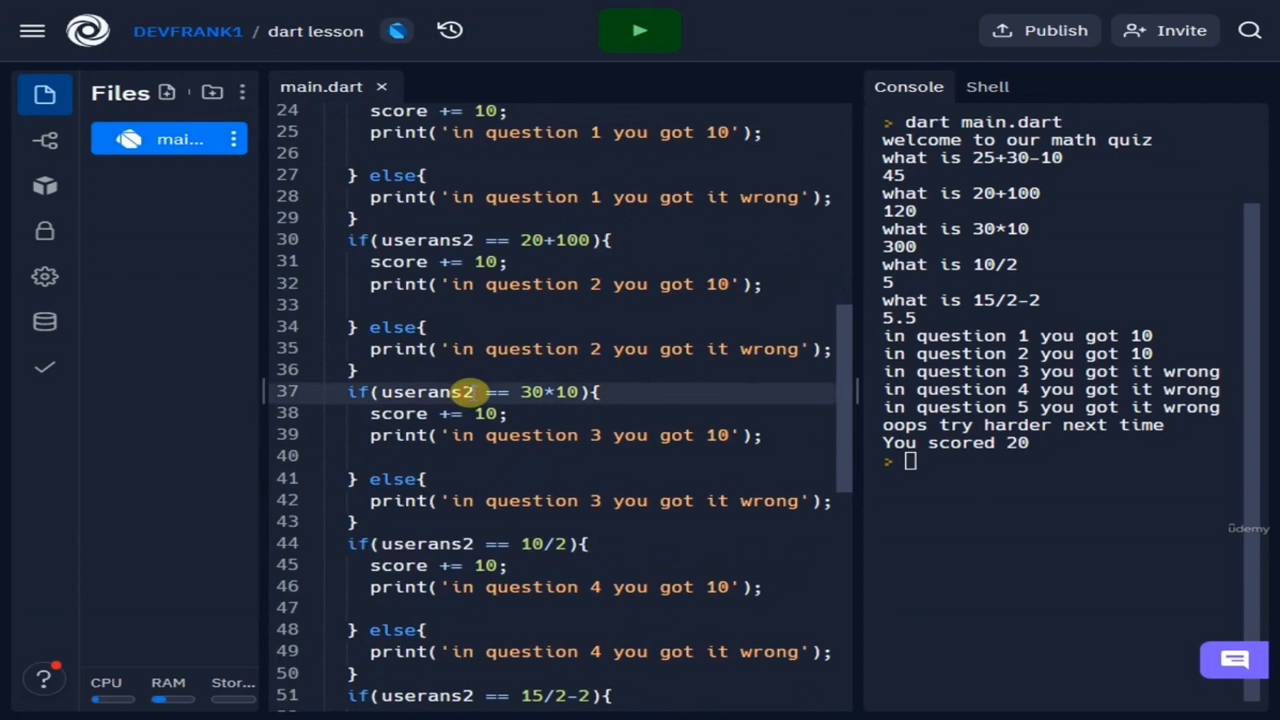 DEVFRANK1 / dart lesson
Publish
Invite
Files
mai...
CPU RAM Stor...
main.dart ×
24 score += 10;
25 print('in question 1 you got 10');
26
27 } else{
28 print('in question 1 you got it wrong');
29 }
30 if(userans2 == 20+100){
31 score += 10;
32 print('in question 2 you got 10');
33
34 } else{
35 print('in question 2 you got it wrong');
36 }
37 if(userans2 == 30*10){
38 score += 10;
39 print('in question 3 you got 10');
40
41 } else{
42 print('in question 3 you got it wrong');
43 }
44 if(userans2 == 10/2){
45 score += 10;
46 print('in question 4 you got 10');
47
48 } else{
49 print('in question 4 you got it wrong');
50 }
51 if(userans2 == 15/2-2){
Console Shell
> dart main.dart
welcome to our math quiz
what is 25+30-10
45
what is 20+100
120
what is 30*10
300
what is 10/2
5
what is 15/2-2
5.5
in question 1 you got 10
in question 2 you got 10
in question 3 you got it wrong
in question 4 you got it wrong
in question 5 you got it wrong
oops try harder next time
You scored 20
>
ûdemy